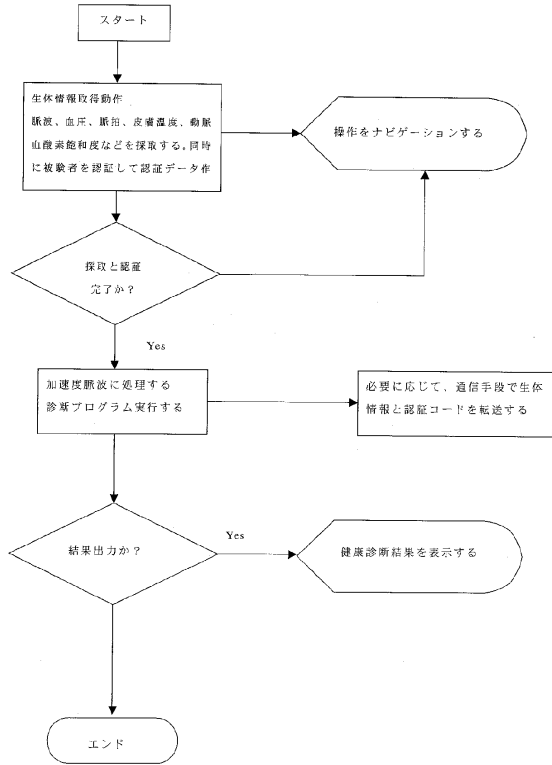 スタート
生体情報取得動作
脈波、血圧、脈拍、皮膚温度、動脈
血酸素飽和度などを採取する。同時
に被験者を認証して認証データ作
操作をナビゲーションする
採取と認証
完了か？
Yes
加速度脈波に処理する
診断プログラム実行する
必要に応じて、通信手段で生体
情報と認証コードを転送する
結果出力か？
Yes
健康診断結果を表示する
エンド